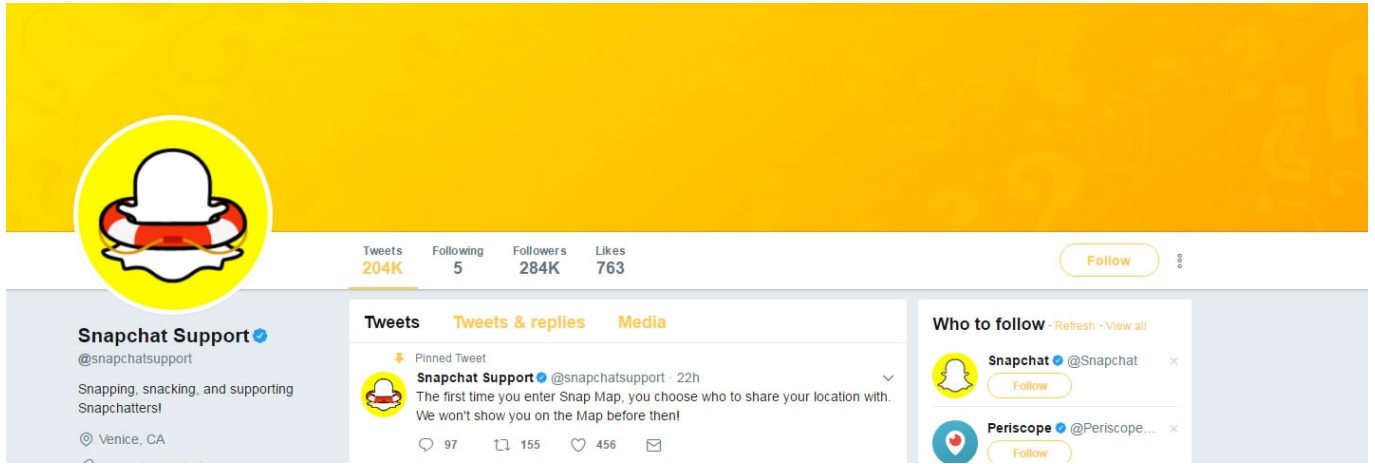 Tweets Following Followers Likes
204K 5 284K 763
Follow
Snapchat Support
@snapchatsupport
Snapping, snacking, and supporting
Snapchatters!
Venice, CA
Tweets Tweets & replies Media
Pinned Tweet
Snapchat Support @snapchatsupport · 22h
The first time you enter Snap Map, you choose who to share your location with.
We won't show you on the Map before then!
97 155 456
Who to follow · Refresh · View all
Snapchat @Snapchat
Follow
Periscope @Periscope...
Follow